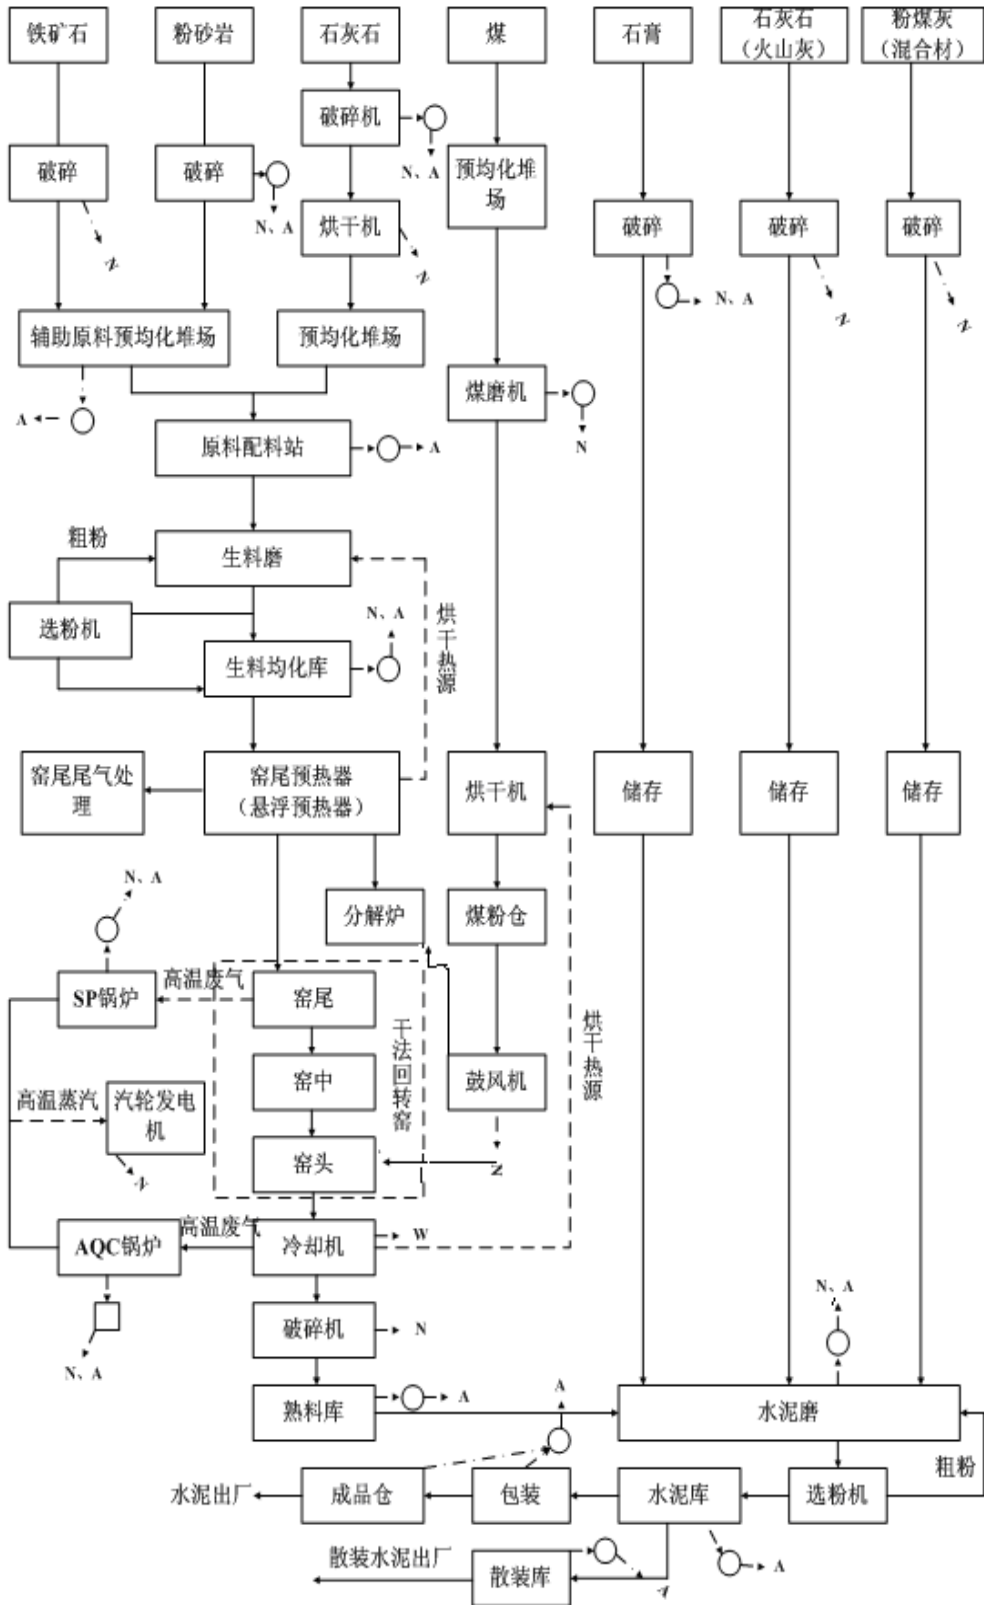 铁矿石
粉砂岩
石灰石
煤
石膏
石灰石
（火山灰）
粉煤灰
（混合材）
破碎机
N、A
破碎
破碎
N、A
预均化堆
场
烘干机
N
N
破碎
破碎
破碎
N、A
N
N
辅助原料预均化堆场
预均化堆场
煤磨机
N
A
原料配料站
A
粗粉
生料磨
选粉机
N、A
烘干热源
生料均化库
窑尾尾气处
理
窑尾预热器
（悬浮预热器）
烘干机
储存
储存
储存
N、A
分解炉
煤粉仓
SP锅炉
高温废气
窑尾
干法回转窑
烘干热源
高温蒸汽
汽轮发电
机
N
窑中
鼓风机
N
窑头
AQC锅炉
高温废气
冷却机
W
N、A
破碎机
N
N、A
熟料库
A
A
水泥磨
粗粉
水泥出厂
成品仓
包装
水泥库
选粉机
散装水泥出厂
散装库
A
A